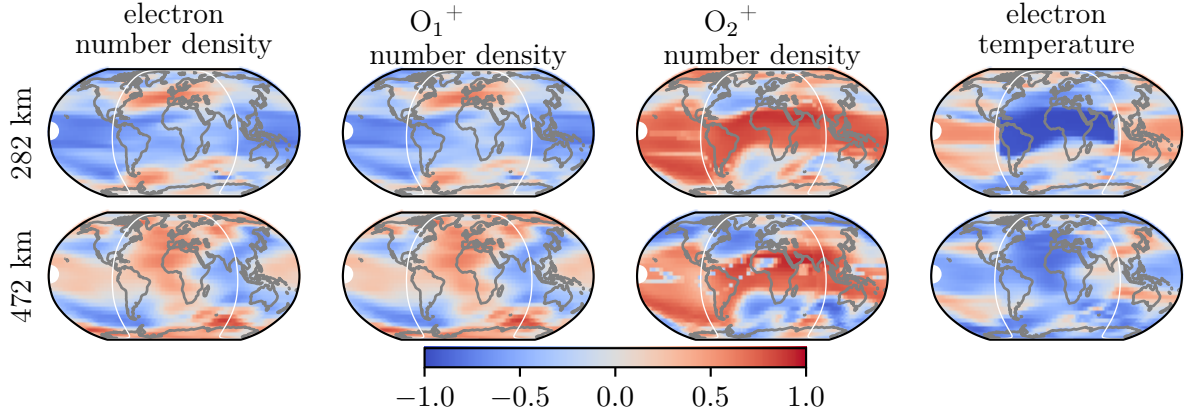 electron
number density
O₁⁺
number density
O₂⁺
number density
electron
temperature
282 km
472 km
−1.0 −0.5 0.0 0.5 1.0